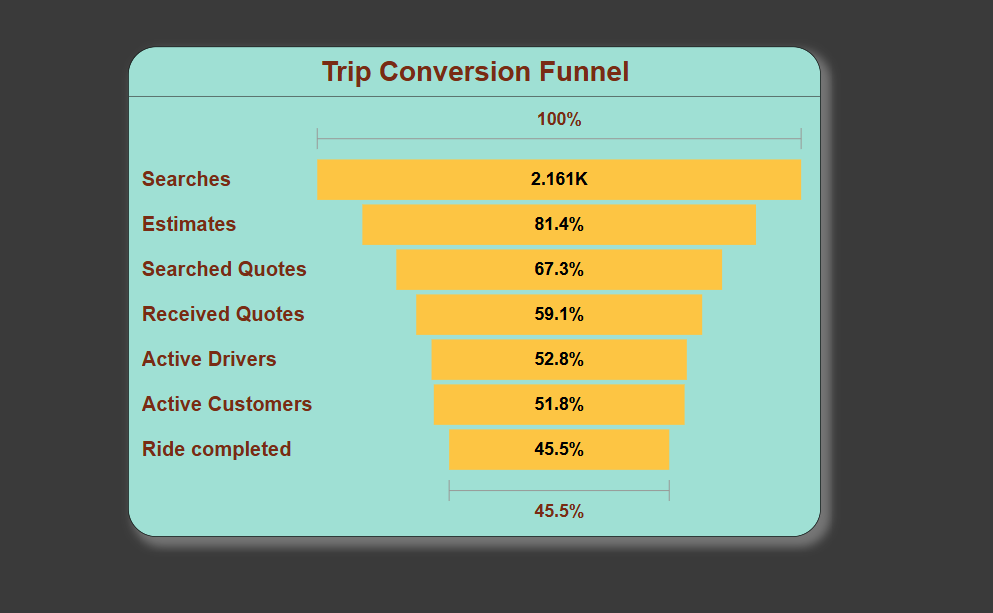 Trip Conversion Funnel
100%
Searches 2.161K
Estimates 81.4%
Searched Quotes 67.3%
Received Quotes 59.1%
Active Drivers 52.8%
Active Customers 51.8%
Ride completed 45.5%
45.5%